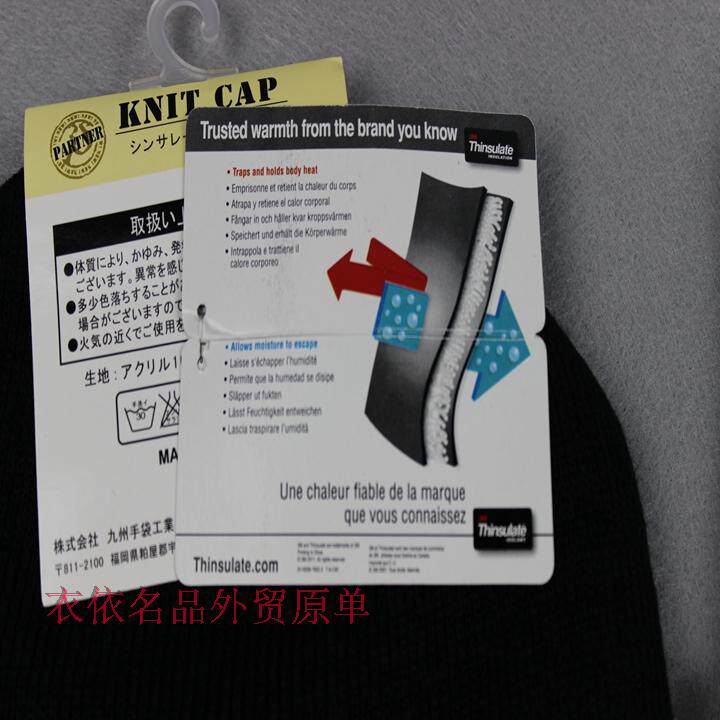 KNIT CAP
PARTNER
シンサレー
取扱い上
●体質により、かゆみ、発
ございます。異常を感じ
●多少色落ちすることが
場合がございますので
●火気の近くでご使用を
生地：アクリル10
30
MA
株式会社 九州手袋工業
〒811-2100 福岡県粕屋郡宇
Trusted warmth from the brand you know
3M
Thinsulate
INSULATION
• Traps and holds body heat
• Emprisonne et retient la chaleur du corps
• Atrapa y retiene el calor corporal
• Fångar in och håller kvar kroppsvärmen
• Speichert und erhält die Körperwärme
• Intrappola e trattiene il
calore corporeo
• Allows moisture to escape
• Laisse s'échapper l'humidité
• Permite que la humedad se disipe
• Släpper ut fukten
• Lässt Feuchtigkeit entweichen
• Lascia traspirare l'umidità
Une chaleur fiable de la marque
que vous connaissez
3M
Thinsulate
Thinsulate.com
衣依名品外贸原单